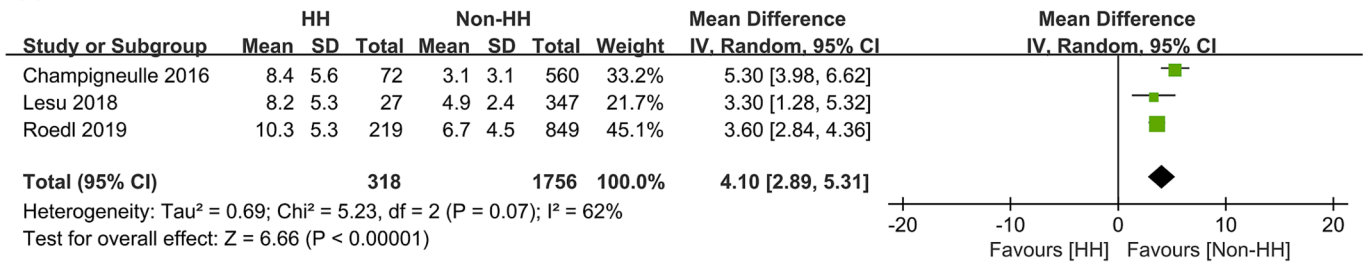 HH Non-HH Mean Difference Mean Difference
Study or Subgroup Mean SD Total Mean SD Total Weight IV, Random, 95% CI IV, Random, 95% CI
Champigneulle 2016 8.4 5.6 72 3.1 3.1 560 33.2% 5.30 [3.98, 6.62]
Lesu 2018 8.2 5.3 27 4.9 2.4 347 21.7% 3.30 [1.28, 5.32]
Roedl 2019 10.3 5.3 219 6.7 4.5 849 45.1% 3.60 [2.84, 4.36]
Total (95% CI) 318 1756 100.0% 4.10 [2.89, 5.31]
Heterogeneity: Tau² = 0.69; Chi² = 5.23, df = 2 (P = 0.07); I² = 62%
Test for overall effect: Z = 6.66 (P < 0.00001)
-20 -10 0 10 20
Favours [HH] Favours [Non-HH]